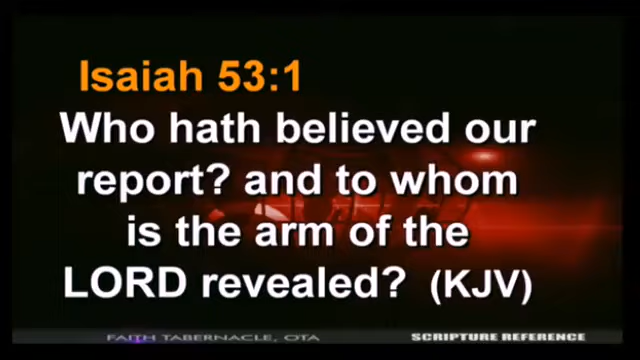 Isaiah 53:1
Who hath believed our
report? and to whom
is the arm of the
LORD revealed? (KJV)
FAITH TABERNACLE, OTA SCRIPTURE REFERENCE